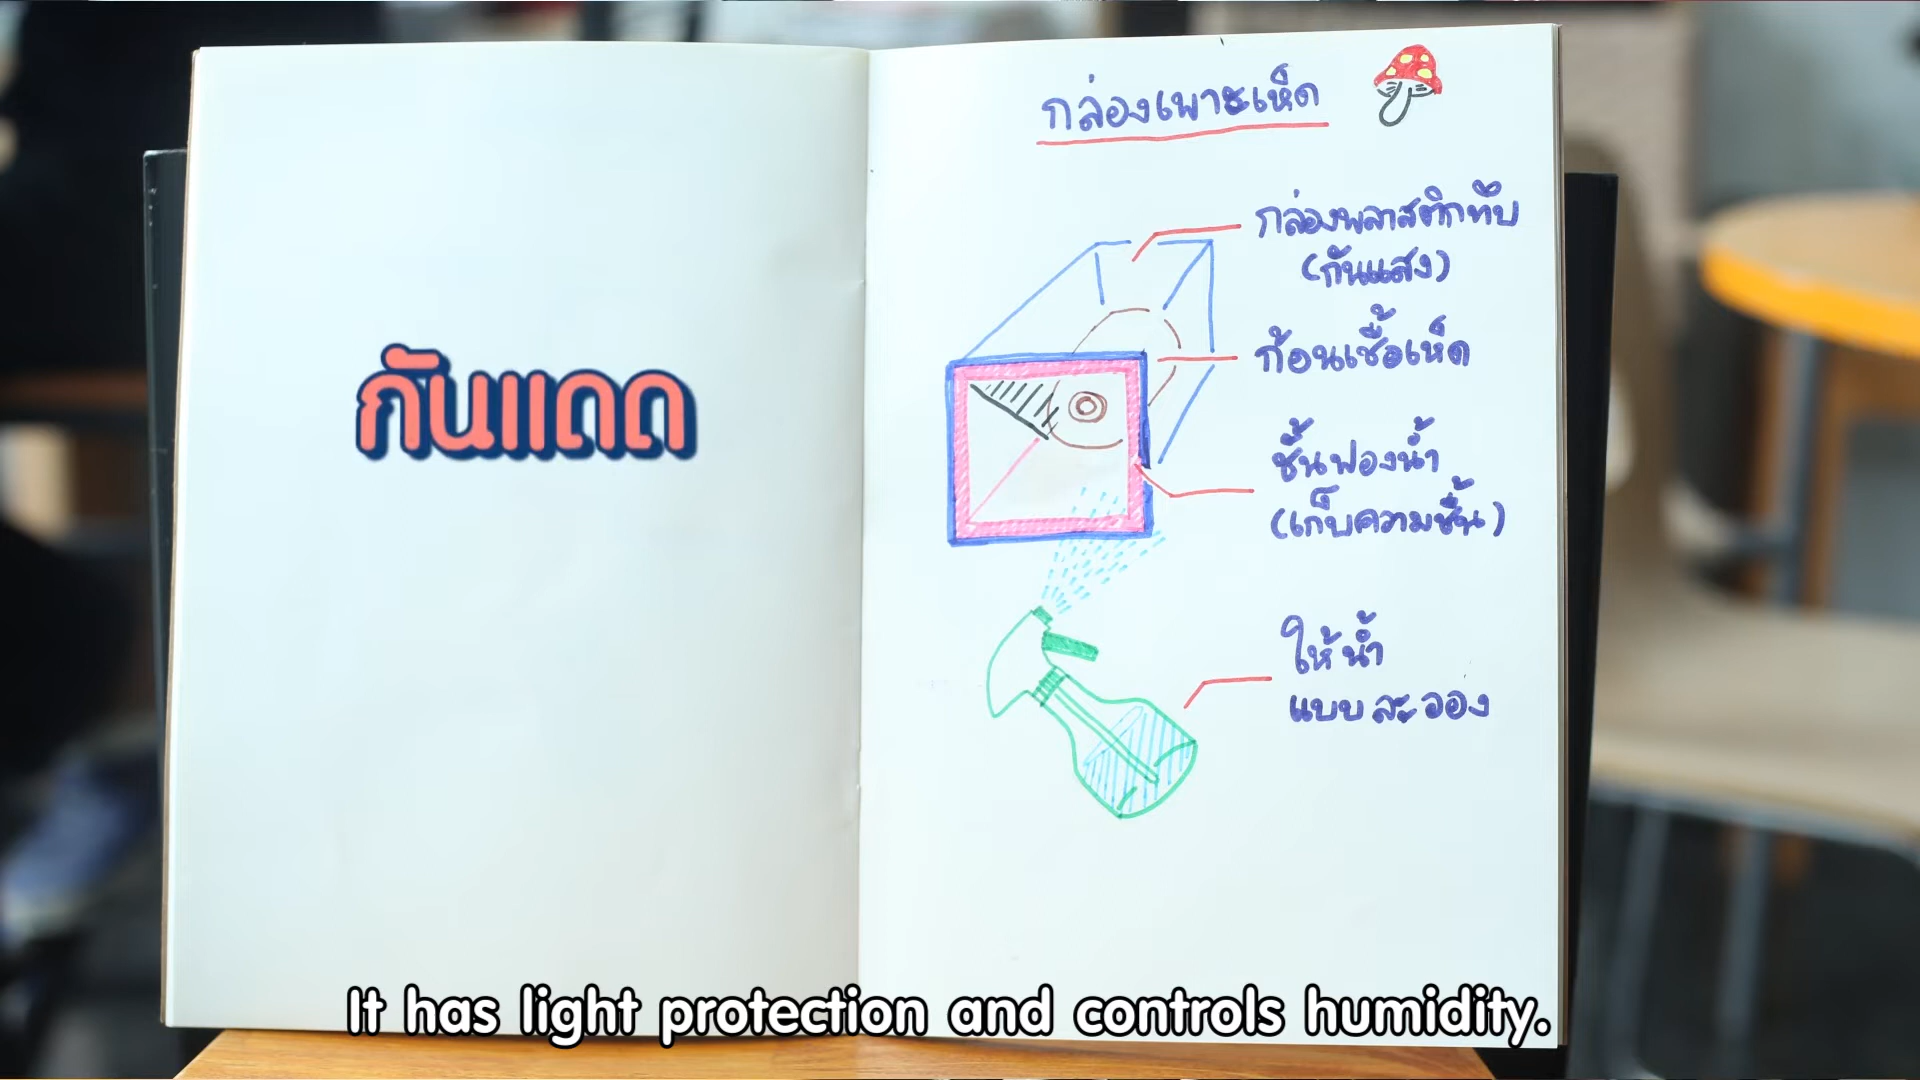 กันแดด
กล่องเพาะเห็ด
กล่องพลาสติกทึบ
(กันแสง)
ก้อนเชื้อเห็ด
ชั้นฟองน้ำ
(เก็บความชื้น)
ให้น้ำ
แบบละออง
It has light protection and controls humidity.